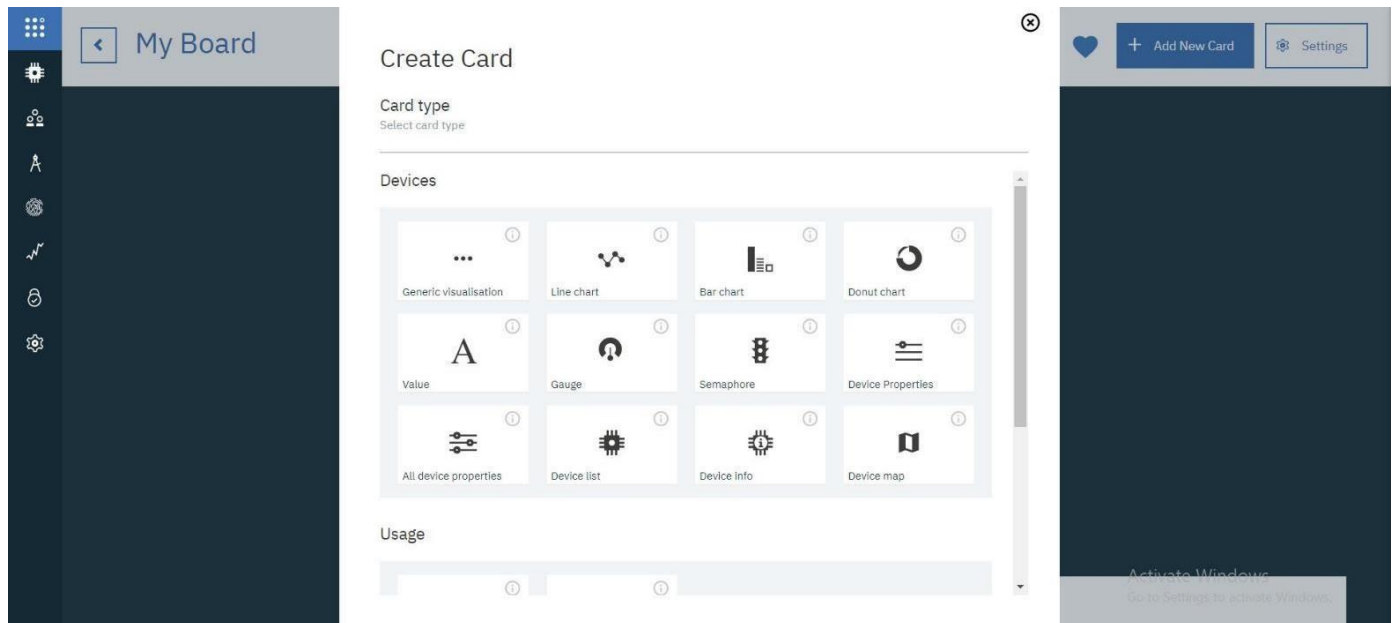 My Board
Add New Card
Settings
Create Card
Card type
Select card type
Devices
Generic visualisation
Line chart
Bar chart
Donut chart
Value
Gauge
Semaphore
Device Properties
All device properties
Device list
Device info
Device map
Usage
Activate Windows
Go to Settings to activate Windows.